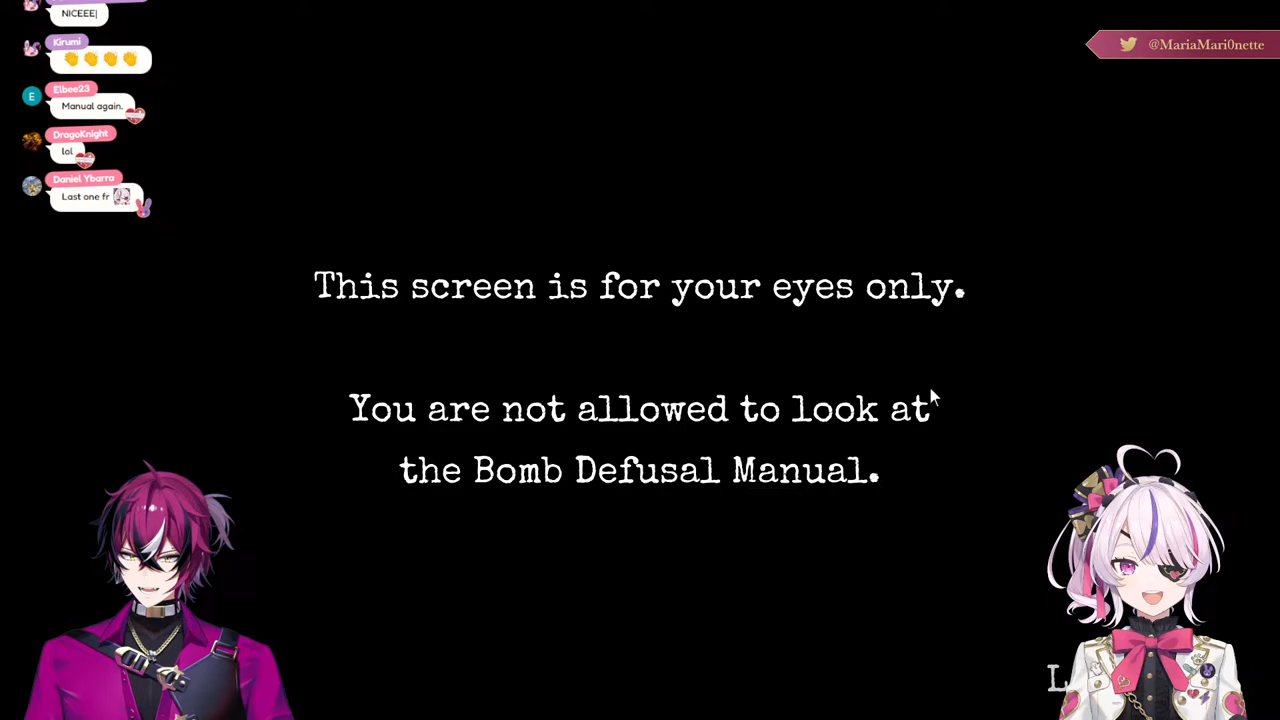 NICEEE|
Kirumi
👏👏👏👏
Elbee23
Manual again.
DragoKnight
lol
Daniel Ybarra
Last one fr
@MariaMari0nette
This screen is for your eyes only.
You are not allowed to look at
the Bomb Defusal Manual.
L